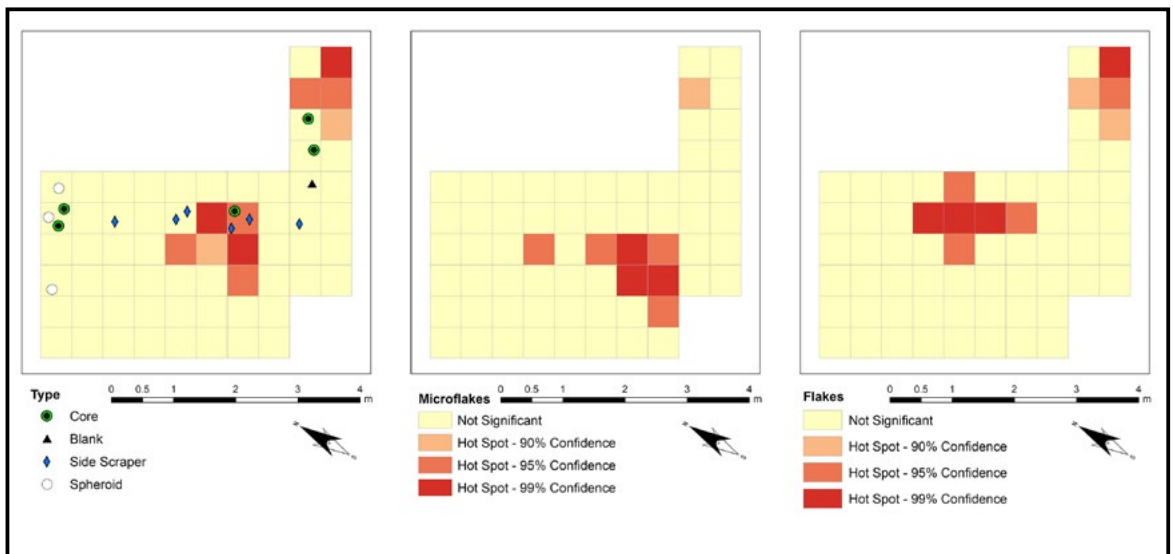 Type
0 0.5 1 2 3 4
m
Core
Blank
Side Scraper
Spheroid
Microflakes
0 0.5 1 2 3 4
m
Not Significant
Hot Spot - 90% Confidence
Hot Spot - 95% Confidence
Hot Spot - 99% Confidence
Flakes
0 0.5 1 2 3 4
m
Not Significant
Hot Spot - 90% Confidence
Hot Spot - 95% Confidence
Hot Spot - 99% Confidence